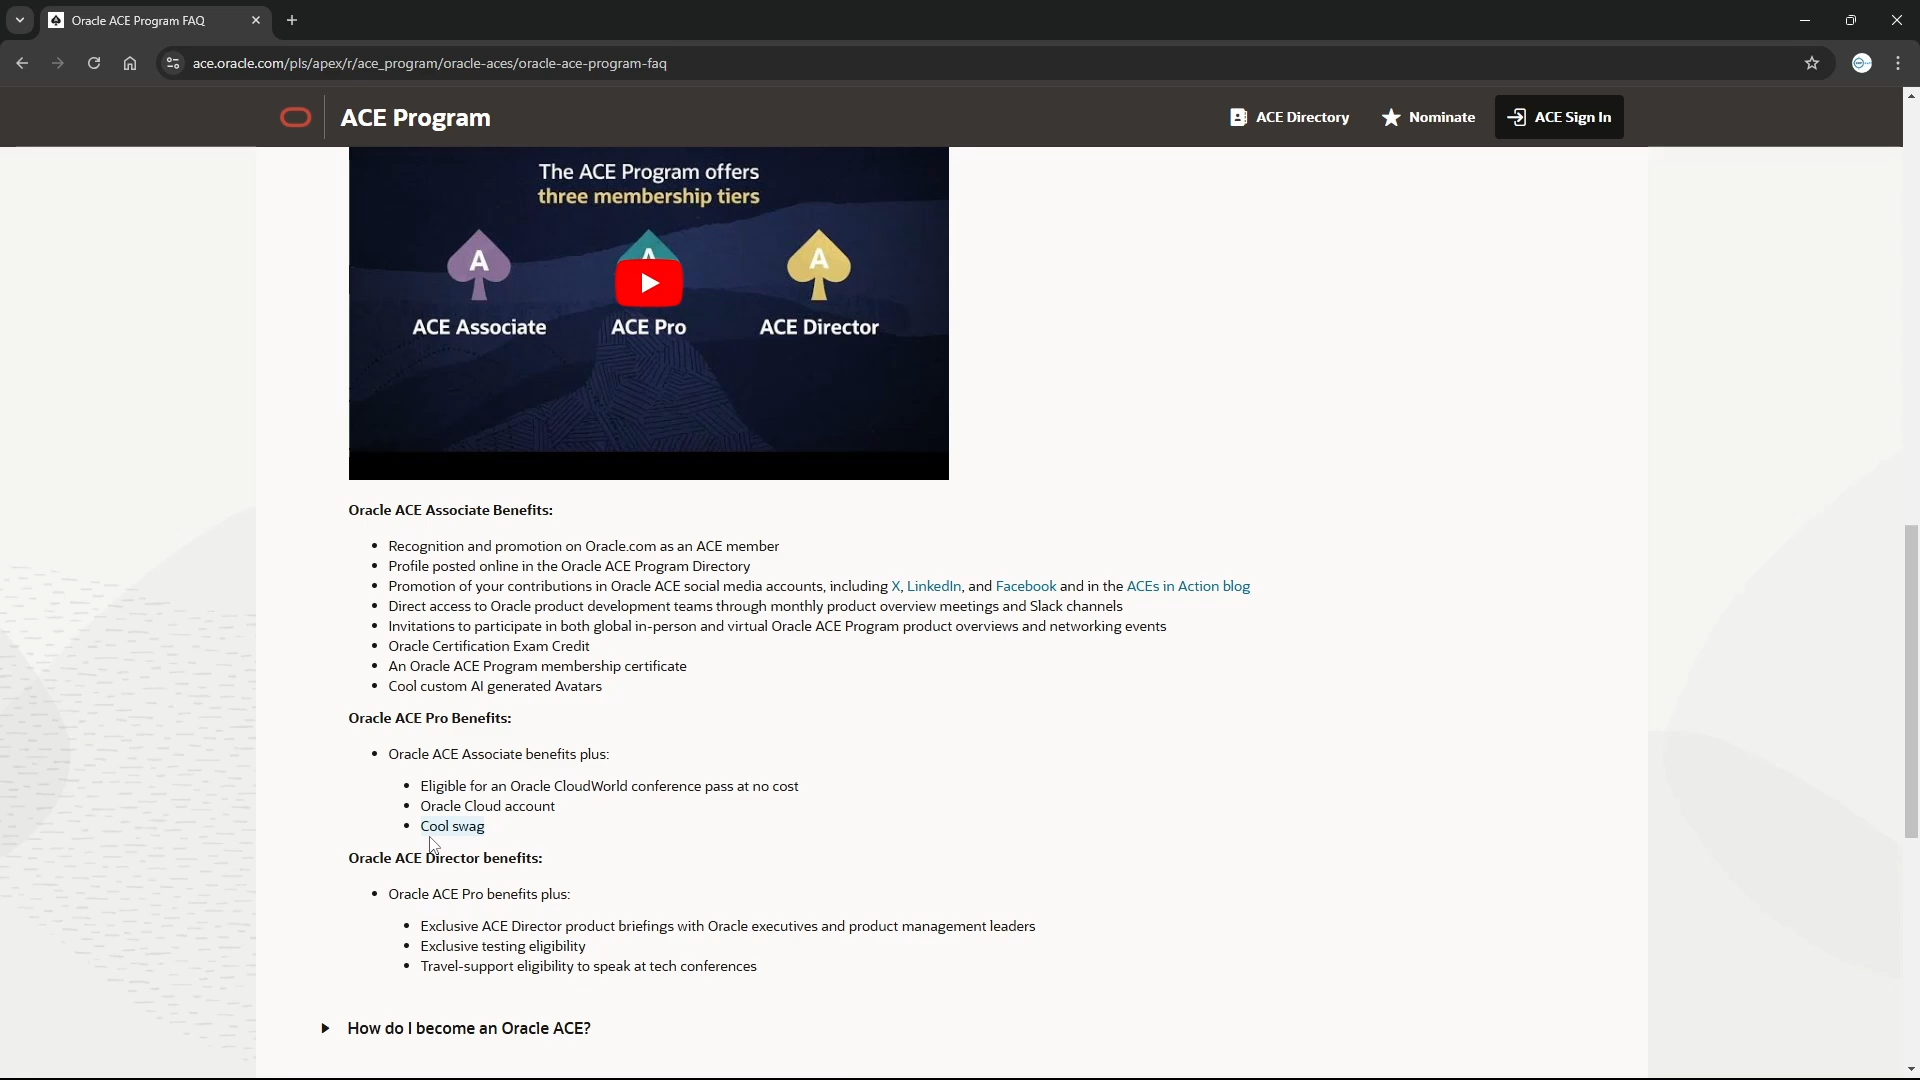 Oracle ACE Program FAQ
ace.oracle.com/pls/apex/r/ace_program/oracle-aces/oracle-ace-program-faq
ACE Program
ACE Directory
Nominate
ACE Sign In
The ACE Program offers
three membership tiers
A
A
A
ACE Associate
ACE Pro
ACE Director
Oracle ACE Associate Benefits:
Recognition and promotion on Oracle.com as an ACE member
Profile posted online in the Oracle ACE Program Directory
Promotion of your contributions in Oracle ACE social media accounts, including X, LinkedIn, and Facebook and in the ACEs in Action blog
Direct access to Oracle product development teams through monthly product overview meetings and Slack channels
Invitations to participate in both global in-person and virtual Oracle ACE Program product overviews and networking events
Oracle Certification Exam Credit
An Oracle ACE Program membership certificate
Cool custom AI generated Avatars
Oracle ACE Pro Benefits:
Oracle ACE Associate benefits plus:
Eligible for an Oracle CloudWorld conference pass at no cost
Oracle Cloud account
Cool swag
Oracle ACE Director benefits:
Oracle ACE Pro benefits plus:
Exclusive ACE Director product briefings with Oracle executives and product management leaders
Exclusive testing eligibility
Travel-support eligibility to speak at tech conferences
How do I become an Oracle ACE?